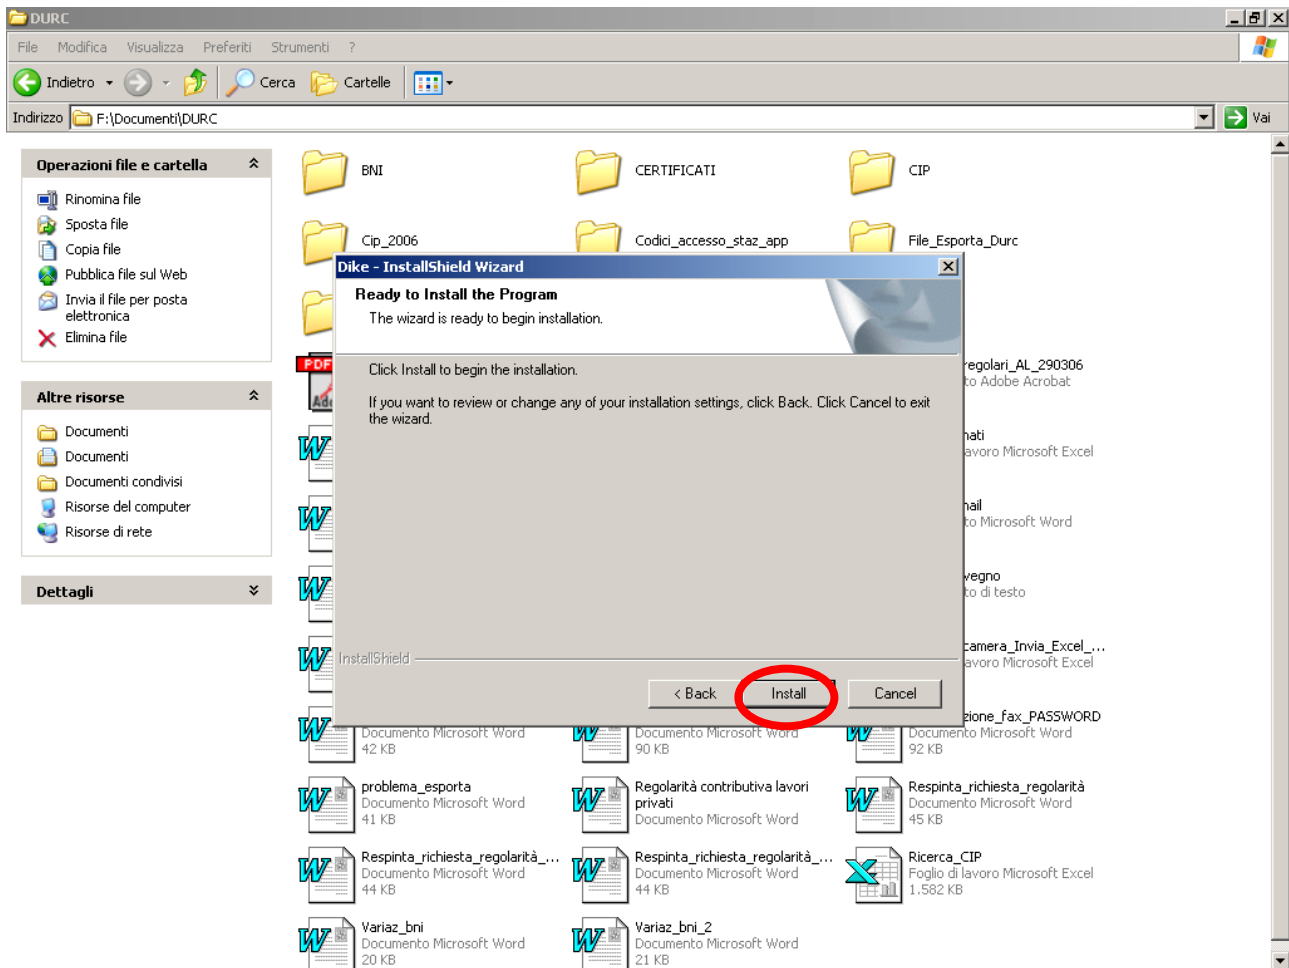 DURC
File Modifica Visualizza Preferiti Strumenti ?
Indietro Cerca Cartelle
Indirizzo F:\Documenti\DURC Vai
Operazioni file e cartella
Rinomina file
Sposta file
Copia file
Pubblica file sul Web
Invia il file per posta
elettronica
Elimina file
Altre risorse
Documenti
Documenti
Documenti condivisi
Risorse del computer
Risorse di rete
Dettagli
BNI CERTIFICATI CIP
Cip_2006 Codici_accesso_staz_app File_Esporta_Durc
Dike - InstallShield Wizard
Ready to Install the Program
The wizard is ready to begin installation.
Click Install to begin the installation.
If you want to review or change any of your installation settings, click Back. Click Cancel to exit
the wizard.
InstallShield
< Back Install Cancel
PDF
regolari_AL_290306
to Adobe Acrobat
nati
avoro Microsoft Excel
nail
to Microsoft Word
vegno
to di testo
camera_Invia_Excel_...
avoro Microsoft Excel
zione_fax_PASSWORD
Documento Microsoft Word Documento Microsoft Word Documento Microsoft Word
42 KB 90 KB 92 KB
problema_esporta
Documento Microsoft Word
41 KB
Regolarità contributiva lavori
privati
Documento Microsoft Word
Respinta_richiesta_regolarità
Documento Microsoft Word
45 KB
Respinta_richiesta_regolarità_...
Documento Microsoft Word
44 KB
Respinta_richiesta_regolarità_...
Documento Microsoft Word
44 KB
Ricerca_CIP
Foglio di lavoro Microsoft Excel
1.582 KB
Variaz_bni
Documento Microsoft Word
20 KB
Variaz_bni_2
Documento Microsoft Word
21 KB